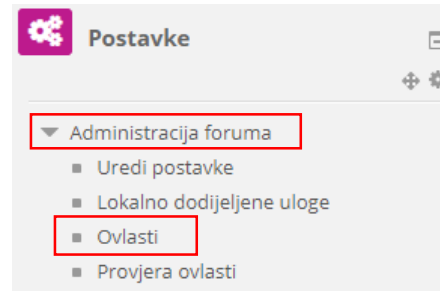 Postavke
Administracija foruma
Uredi postavke
Lokalno dodijeljene uloge
Ovlasti
Provjera ovlasti